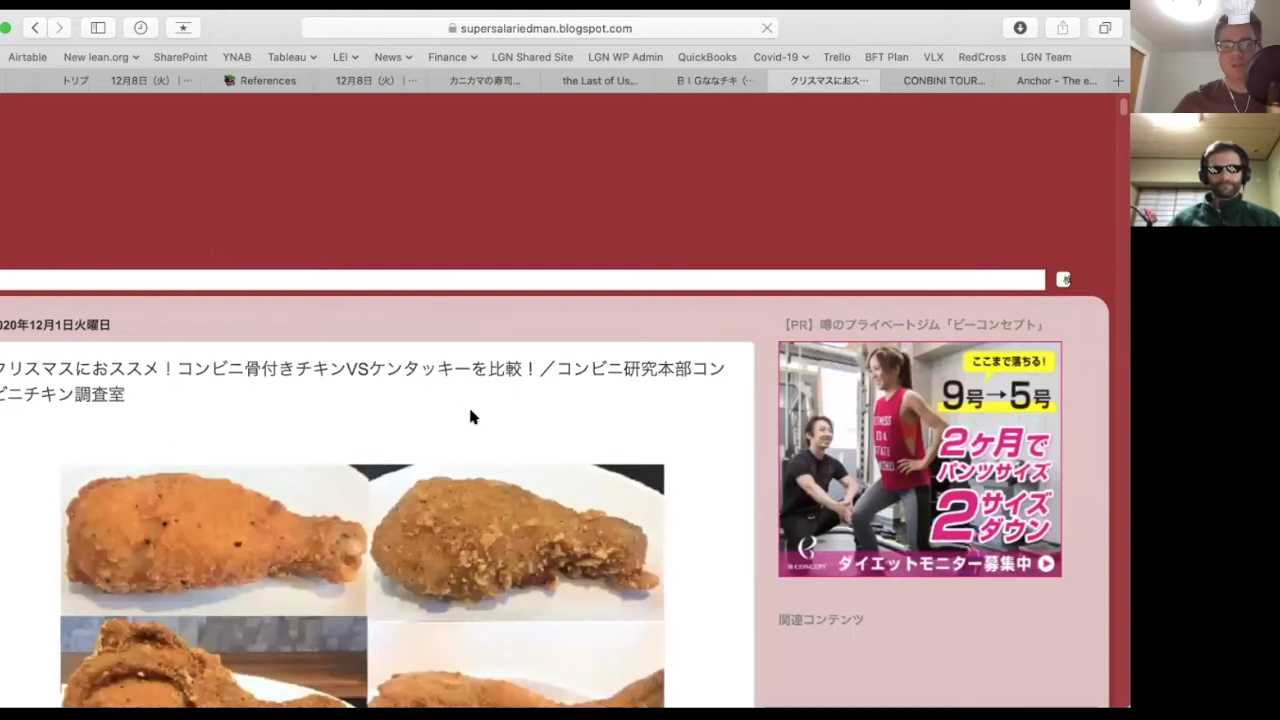 supersalariedman.blogspot.com
Airtable New lean.org SharePoint YNAB Tableau LEI News Finance LGN Shared Site LGN WP Admin QuickBooks Covid-19 Trello BFT Plan VLX RedCross LGN Team
トリプ 12月8日（火）|… References 12月8日（火）|… カニカマの寿司... the Last of Us... BIGななチキ（… クリスマスにおス… CONBINI TOUR... Anchor - The e...
020年12月1日火曜日
クリスマスにおススメ！コンビニ骨付きチキンVSケンタッキーを比較！／コンビニ研究本部コン
ビニチキン調査室
【PR】噂のプライベートジム「ビーコンセプト」
ここまで落ちる!
9号→5号
2ヶ月で
パンツサイズ
2サイズ
ダウン
B CONCEPT
ダイエットモニター募集中
関連コンテンツ